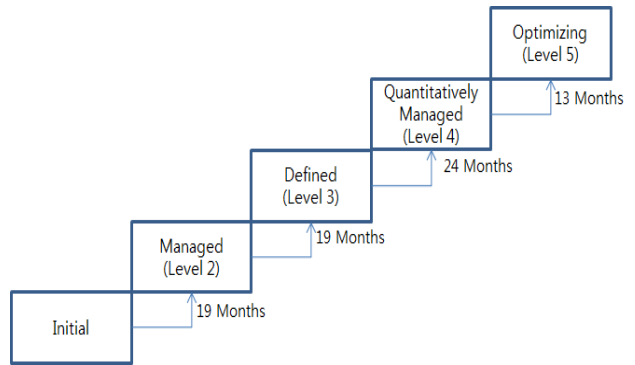 Optimizing
(Level 5)
13 Months
Quantitatively
Managed
(Level 4)
24 Months
Defined
(Level 3)
19 Months
Managed
(Level 2)
19 Months
Initial